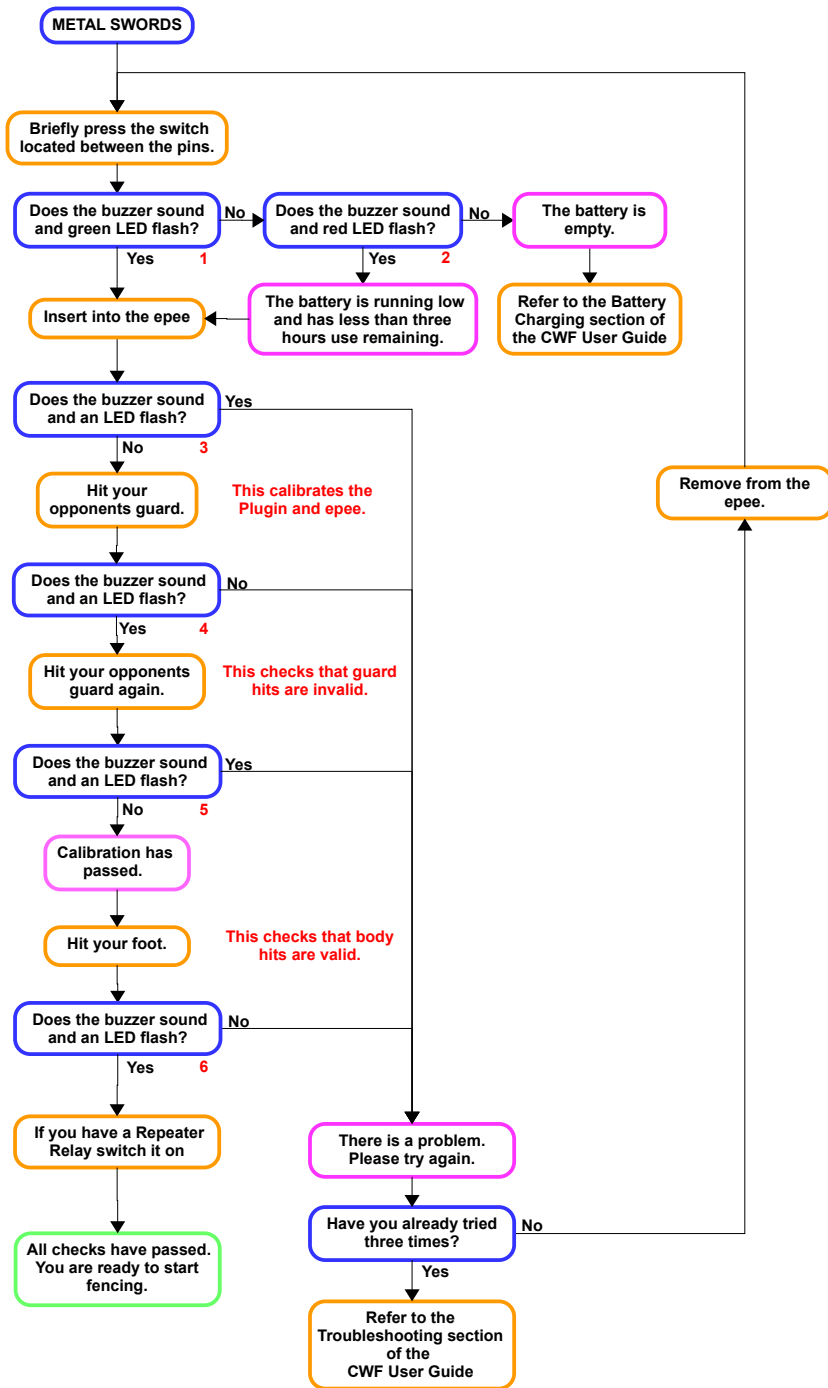 METAL SWORDS
Briefly press the switch
located between the pins.
Does the buzzer sound
and green LED flash?
No
Does the buzzer sound
and red LED flash?
No
The battery is
empty.
Yes
1
Yes
2
Insert into the epee
The battery is running low
and has less than three
hours use remaining.
Refer to the Battery
Charging section of
the CWF User Guide
Does the buzzer sound
and an LED flash?
Yes
No
3
Hit your
opponents guard.
This calibrates the
Plugin and epee.
Remove from the
epee.
Does the buzzer sound
and an LED flash?
No
Yes
4
Hit your opponents
guard again.
This checks that guard
hits are invalid.
Does the buzzer sound
and an LED flash?
Yes
No
5
Calibration has
passed.
Hit your foot.
This checks that body
hits are valid.
Does the buzzer sound
and an LED flash?
No
Yes
6
If you have a Repeater
Relay switch it on
There is a problem.
Please try again.
All checks have passed.
You are ready to start
fencing.
Have you already tried
three times?
No
Yes
Refer to the
Troubleshooting section
of the
CWF User Guide